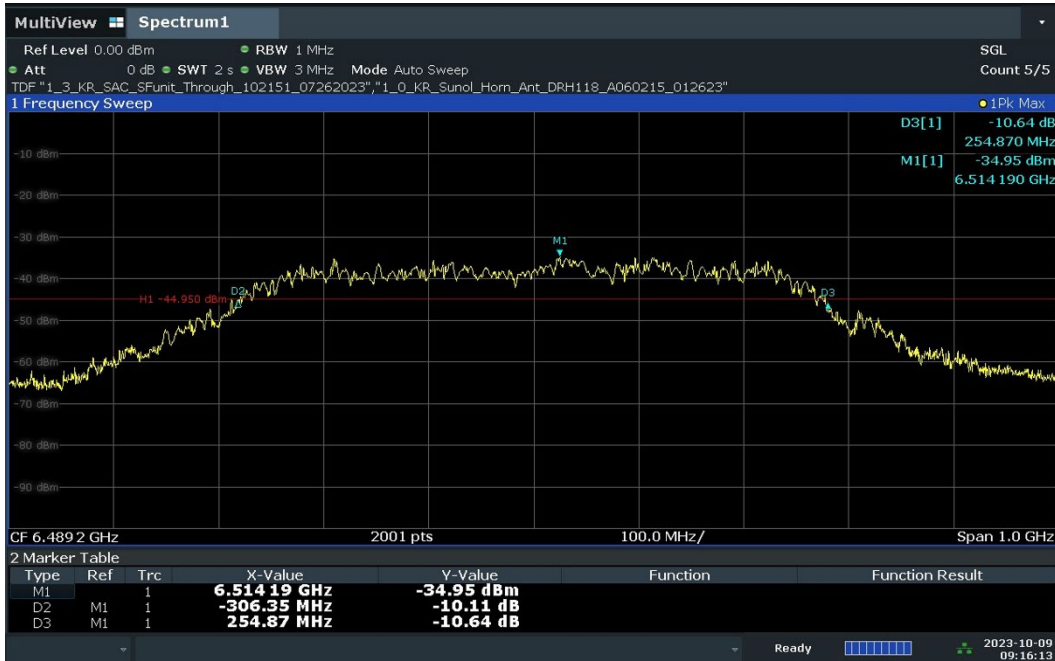 MultiView Spectrum1
Ref Level 0.00 dBm RBW 1 MHz SGL
Att 0 dB SWT 2 s VBW 3 MHz Mode Auto Sweep Count 5/5
TDF "1_3_KR_SAC_SFunit_Through_102151_07262023","1_0_KR_Sunol_Horn_Ant_DRH118_A060215_012623"
1 Frequency Sweep 1Pk Max
D3[1] -10.64 dB
254.870 MHz
M1[1] -34.95 dBm
6.514 190 GHz
-10 dBm
-20 dBm
-30 dBm
M1
-40 dBm
D2 D3
H1 -44.950 dBm
-50 dBm
-60 dBm
-70 dBm
-80 dBm
-90 dBm
CF 6.489 2 GHz 2001 pts 100.0 MHz/ Span 1.0 GHz
2 Marker Table
Type Ref Trc X-Value Y-Value Function Function Result
M1 1 6.514 19 GHz -34.95 dBm
D2 M1 1 -306.35 MHz -10.11 dB
D3 M1 1 254.87 MHz -10.64 dB
Ready 2023-10-09
09:16:13